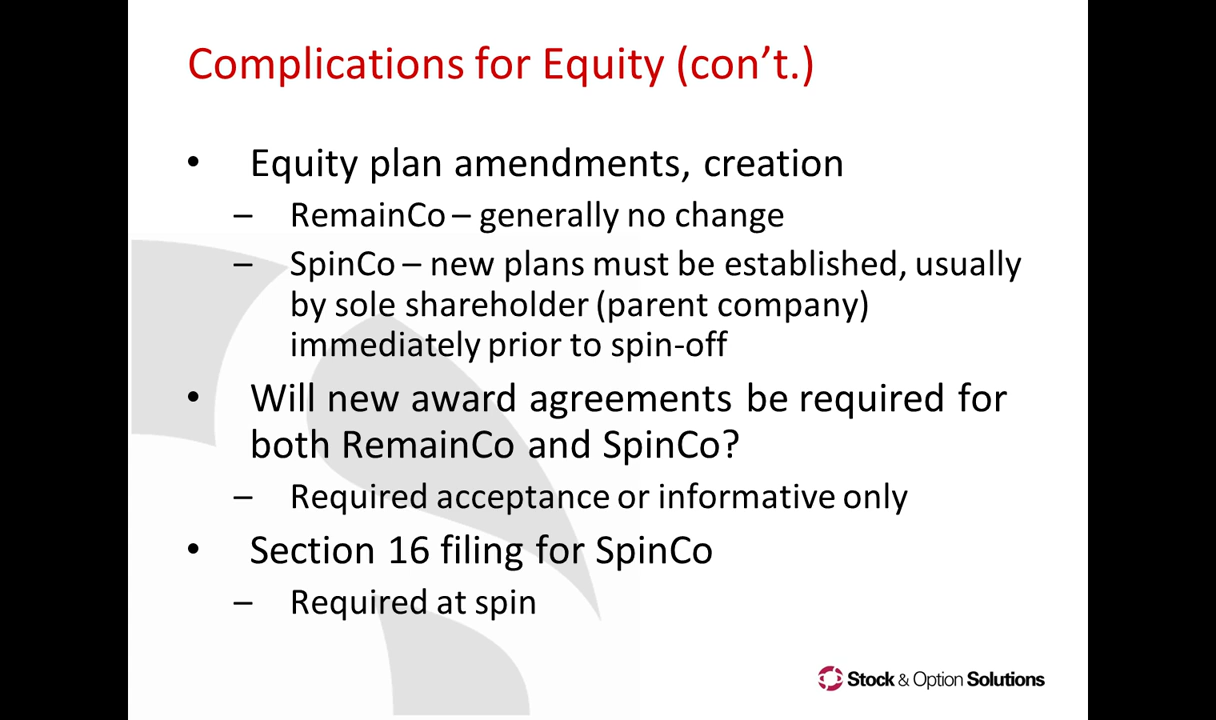 Complications for Equity (con’t.)
• Equity plan amendments, creation
– RemainCo – generally no change
– SpinCo – new plans must be established, usually
by sole shareholder (parent company)
immediately prior to spin-off
• Will new award agreements be required for
both RemainCo and SpinCo?
– Required acceptance or informative only
• Section 16 filing for SpinCo
– Required at spin
Stock & Option Solutions